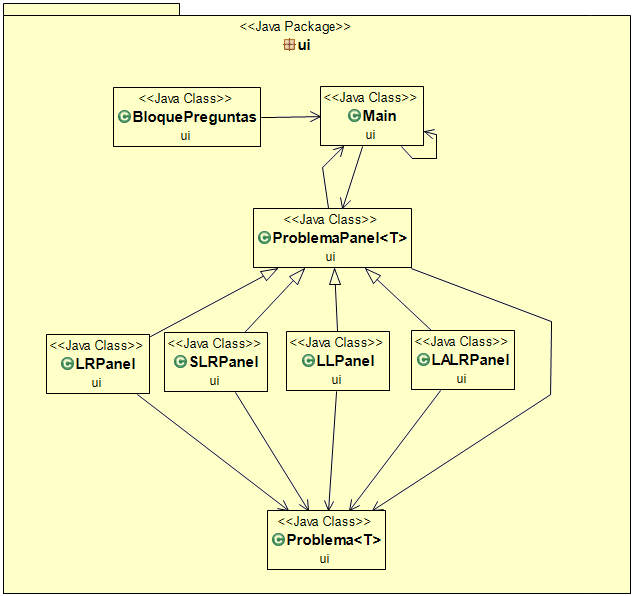 <<Java Package>>
ui
<<Java Class>>
BloquePreguntas
ui
<<Java Class>>
Main
ui
<<Java Class>>
ProblemaPanel<T>
ui
<<Java Class>>
LRPanel
ui
<<Java Class>>
SLRPanel
ui
<<Java Class>>
LLPanel
ui
<<Java Class>>
LALRPanel
ui
<<Java Class>>
Problema<T>
ui